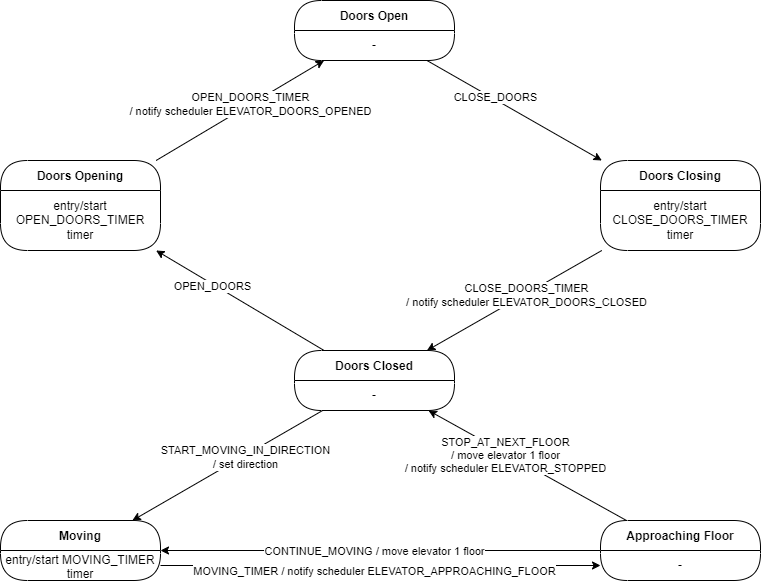 Doors Open
-
OPEN_DOORS_TIMER
/ notify scheduler ELEVATOR_DOORS_OPENED
CLOSE_DOORS
Doors Opening
entry/start
OPEN_DOORS_TIMER
timer
Doors Closing
entry/start
CLOSE_DOORS_TIMER
timer
OPEN_DOORS
CLOSE_DOORS_TIMER
/ notify scheduler ELEVATOR_DOORS_CLOSED
Doors Closed
-
START_MOVING_IN_DIRECTION
/ set direction
STOP_AT_NEXT_FLOOR
/ move elevator 1 floor
/ notify scheduler ELEVATOR_STOPPED
Moving
entry/start MOVING_TIMER
timer
CONTINUE_MOVING / move elevator 1 floor
MOVING_TIMER / notify scheduler ELEVATOR_APPROACHING_FLOOR
Approaching Floor
-